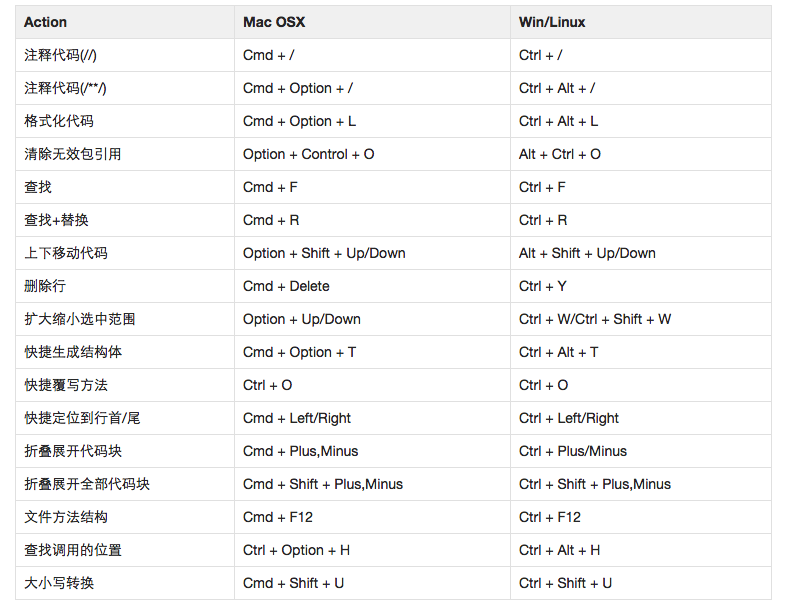 Action Mac OSX Win/Linux
注释代码(//) Cmd + / Ctrl + /
注释代码(/**/) Cmd + Option + / Ctrl + Alt + /
格式化代码 Cmd + Option + L Ctrl + Alt + L
清除无效包引用 Option + Control + O Alt + Ctrl + O
查找 Cmd + F Ctrl + F
查找+替换 Cmd + R Ctrl + R
上下移动代码 Option + Shift + Up/Down Alt + Shift + Up/Down
删除行 Cmd + Delete Ctrl + Y
扩大缩小选中范围 Option + Up/Down Ctrl + W/Ctrl + Shift + W
快捷生成结构体 Cmd + Option + T Ctrl + Alt + T
快捷覆写方法 Ctrl + O Ctrl + O
快捷定位到行首/尾 Cmd + Left/Right Ctrl + Left/Right
折叠展开代码块 Cmd + Plus,Minus Ctrl + Plus/Minus
折叠展开全部代码块 Cmd + Shift + Plus,Minus Ctrl + Shift + Plus,Minus
文件方法结构 Cmd + F12 Ctrl + F12
查找调用的位置 Ctrl + Option + H Ctrl + Alt + H
大小写转换 Cmd + Shift + U Ctrl + Shift + U